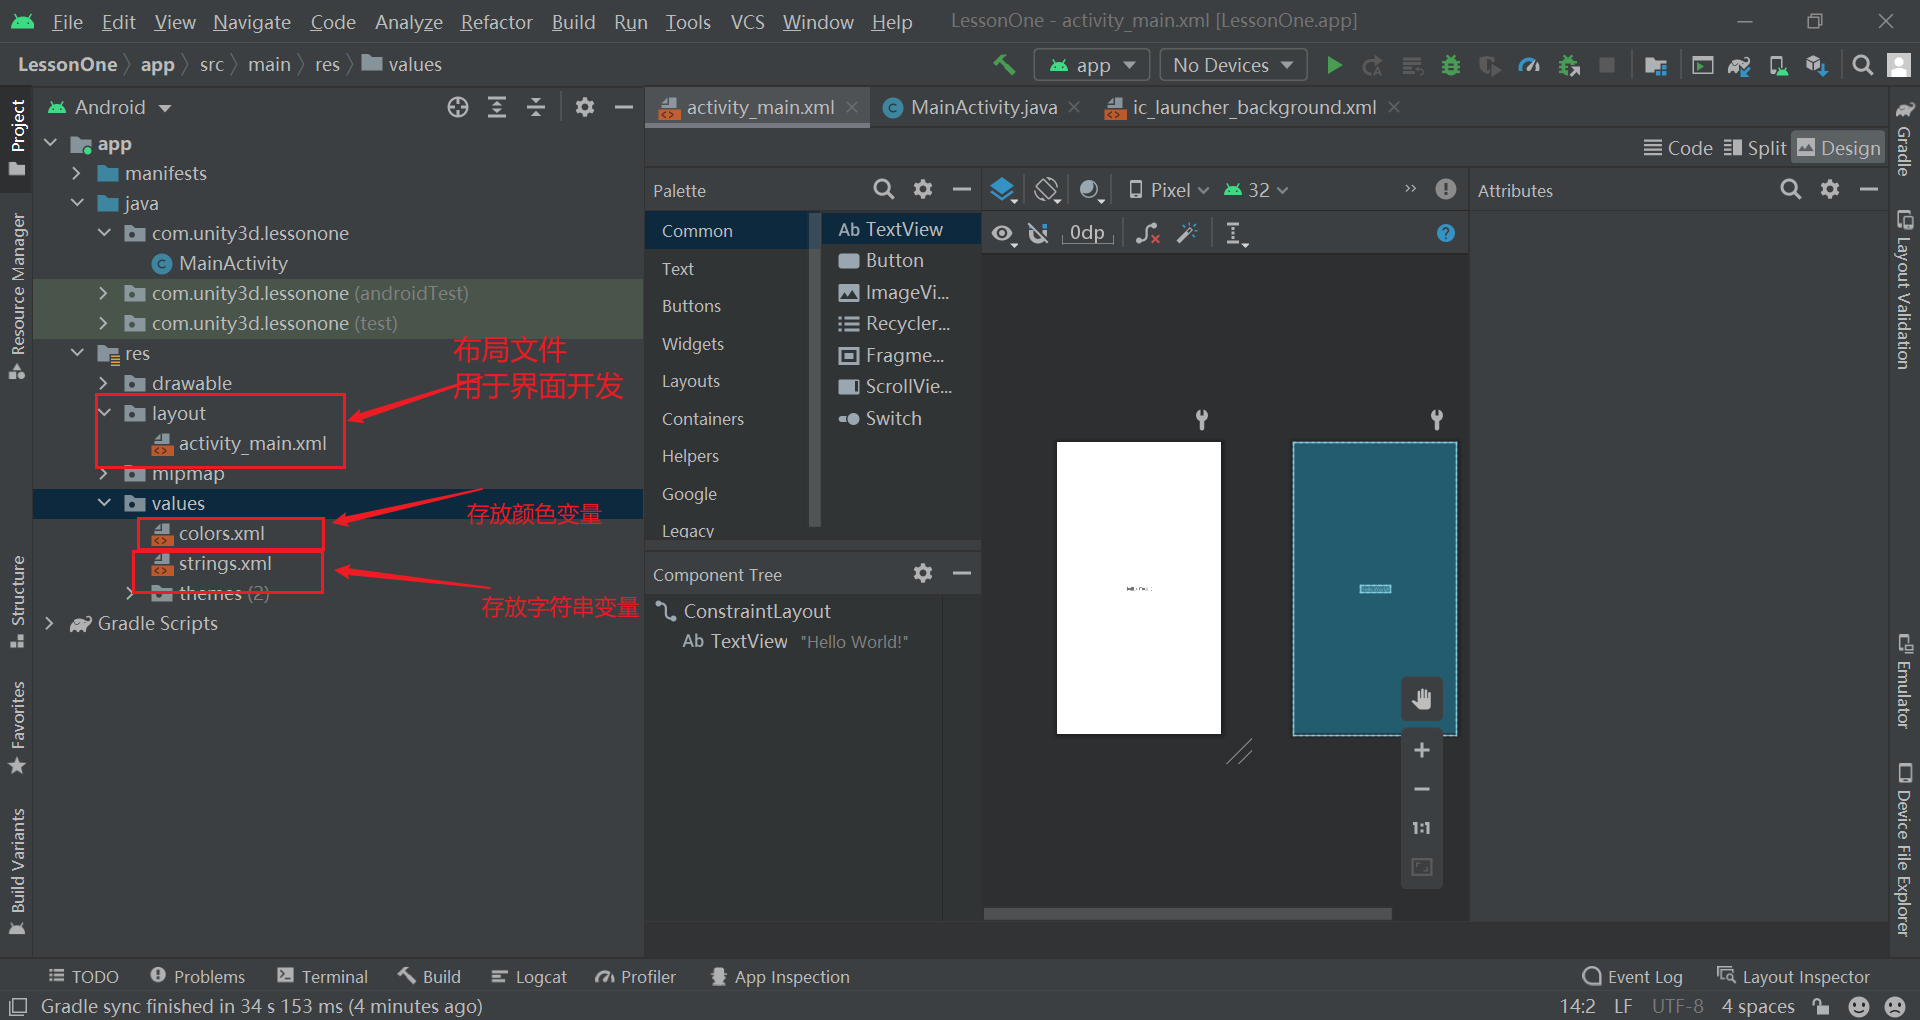 File Edit View Navigate Code Analyze Refactor Build Run Tools VCS Window Help LessonOne - activity_main.xml [LessonOne.app]
LessonOne app src main res values app No Devices
Android activity_main.xml MainActivity.java ic_launcher_background.xml
Code Split Design
app
manifests
java
com.unity3d.lessonone
MainActivity
com.unity3d.lessonone (androidTest)
com.unity3d.lessonone (test)
res
drawable
layout
activity_main.xml
mipmap
values
colors.xml
strings.xml
themes (2)
Gradle Scripts
布局文件
用于界面开发
存放颜色变量
存放字符串变量
Palette
Common
Text
Buttons
Widgets
Layouts
Containers
Helpers
Google
Legacy
Ab TextView
Button
ImageVi...
Recycler...
Fragme...
ScrollVie...
Switch
Component Tree
ConstraintLayout
Ab TextView "Hello World!"
Pixel 32 »
0dp
1:1
Attributes
Project
Resource Manager
Structure
Favorites
Build Variants
Gradle
Layout Validation
Emulator
Device File Explorer
TODO Problems Terminal Build Logcat Profiler App Inspection Event Log Layout Inspector
Gradle sync finished in 34 s 153 ms (4 minutes ago) 14:2 LF UTF-8 4 spaces